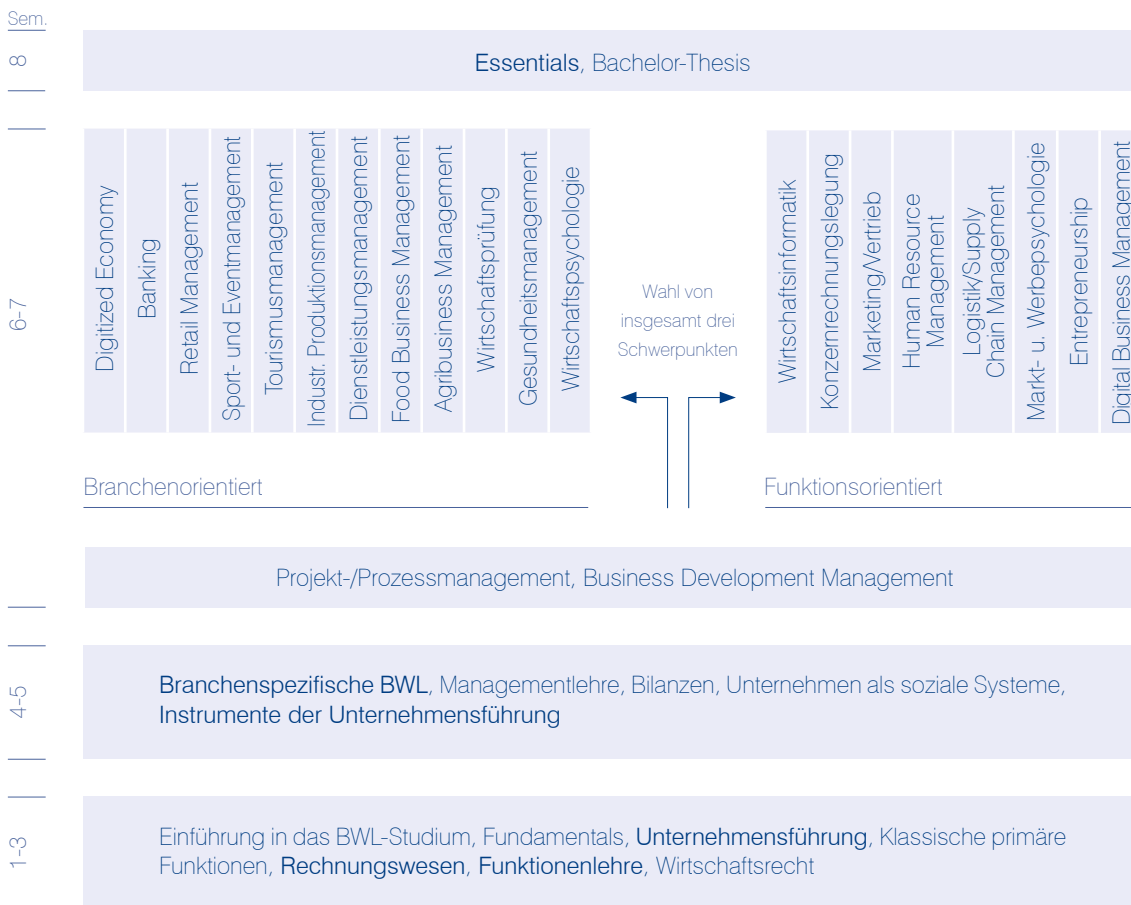 Sem.
8
Essentials, Bachelor-Thesis
6-7
Digitized Economy
Banking
Retail Management
Sport- und Eventmanagement
Tourismusmanagement
Industr. Produktionsmanagement
Dienstleistungsmanagement
Food Business Management
Agribusiness Management
Wirtschaftsprüfung
Gesundheitsmanagement
Wirtschaftspsychologie
Wahl von
insgesamt drei
Schwerpunkten
Wirtschaftsinformatik
Konzernrechnungslegung
Marketing/Vertrieb
Human Resource
Management
Logistik/Supply
Chain Management
Markt- u. Werbepsychologie
Entrepreneurship
Digital Business Management
Branchenorientiert
Funktionsorientiert
Projekt-/Prozessmanagement, Business Development Management
4-5
Branchenspezifische BWL, Managementlehre, Bilanzen, Unternehmen als soziale Systeme,
Instrumente der Unternehmensführung
1-3
Einführung in das BWL-Studium, Fundamentals, Unternehmensführung, Klassische primäre
Funktionen, Rechnungswesen, Funktionenlehre, Wirtschaftsrecht